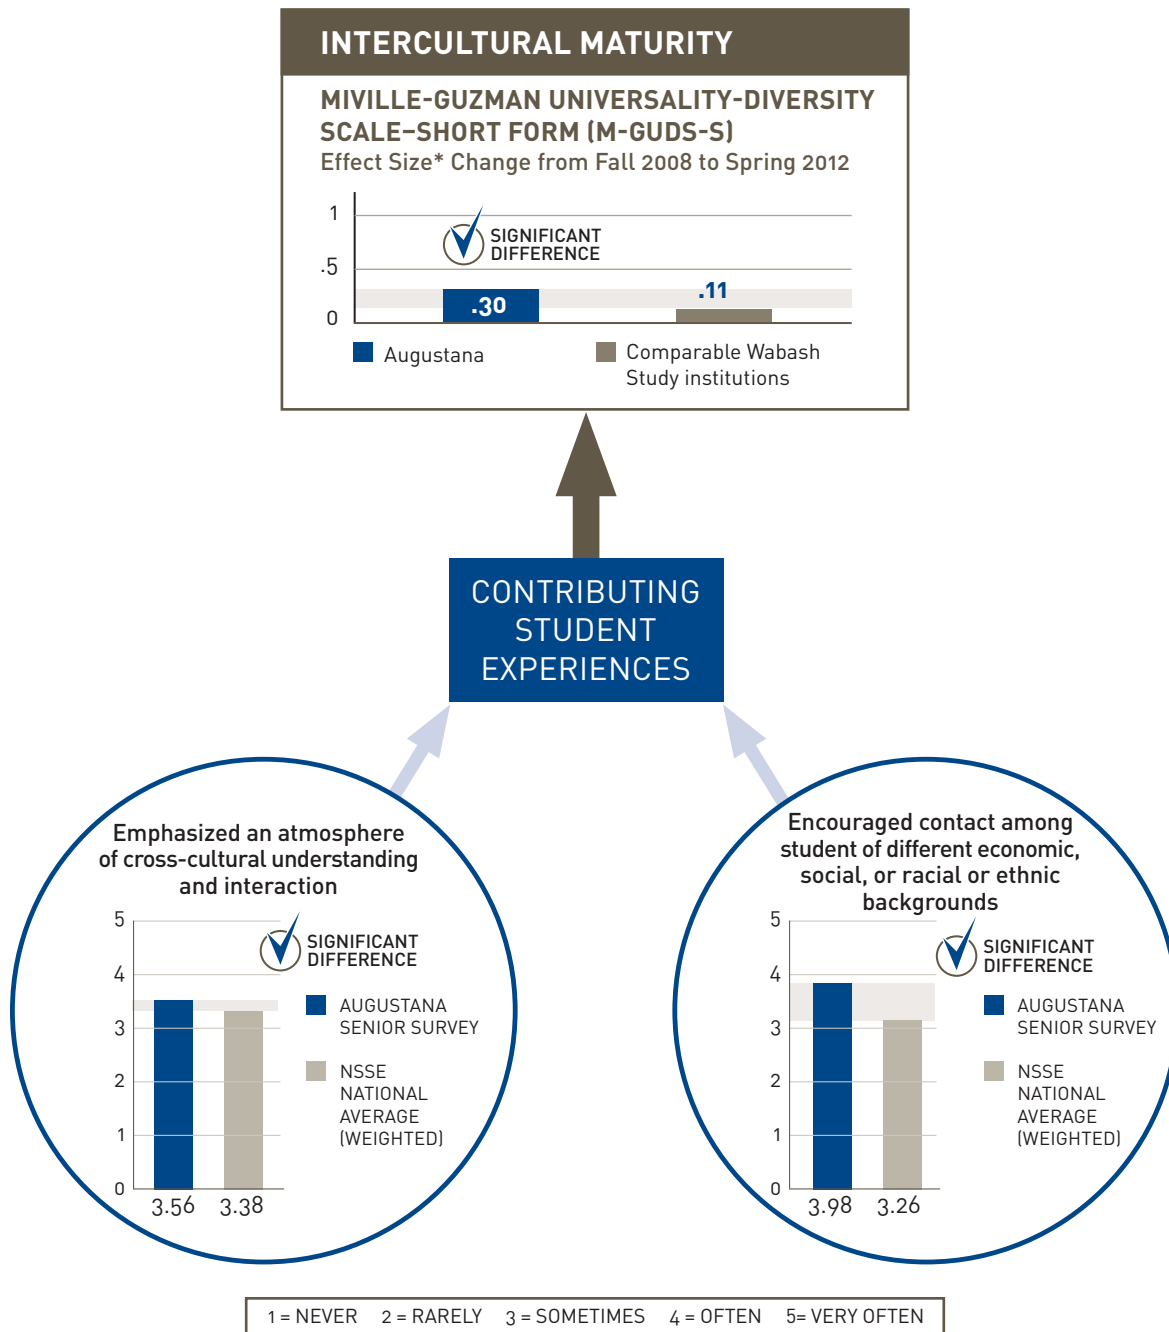 INTERCULTURAL MATURITY
MIVILLE-GUZMAN UNIVERSALITY-DIVERSITY
SCALE–SHORT FORM (M-GUDS-S)
Effect Size* Change from Fall 2008 to Spring 2012
1
.5
0
SIGNIFICANT
DIFFERENCE
.30
.11
Augustana
Comparable Wabash
Study institutions
CONTRIBUTING
STUDENT
EXPERIENCES
Emphasized an atmosphere
of cross-cultural understanding
and interaction
5
4
3
2
1
0
SIGNIFICANT
DIFFERENCE
AUGUSTANA
SENIOR SURVEY
NSSE
NATIONAL
AVERAGE
(WEIGHTED)
3.56 3.38
Encouraged contact among
student of different economic,
social, or racial or ethnic
backgrounds
5
4
3
2
1
0
SIGNIFICANT
DIFFERENCE
AUGUSTANA
SENIOR SURVEY
NSSE
NATIONAL
AVERAGE
(WEIGHTED)
3.98 3.26
1 = NEVER 2 = RARELY 3 = SOMETIMES 4 = OFTEN 5= VERY OFTEN